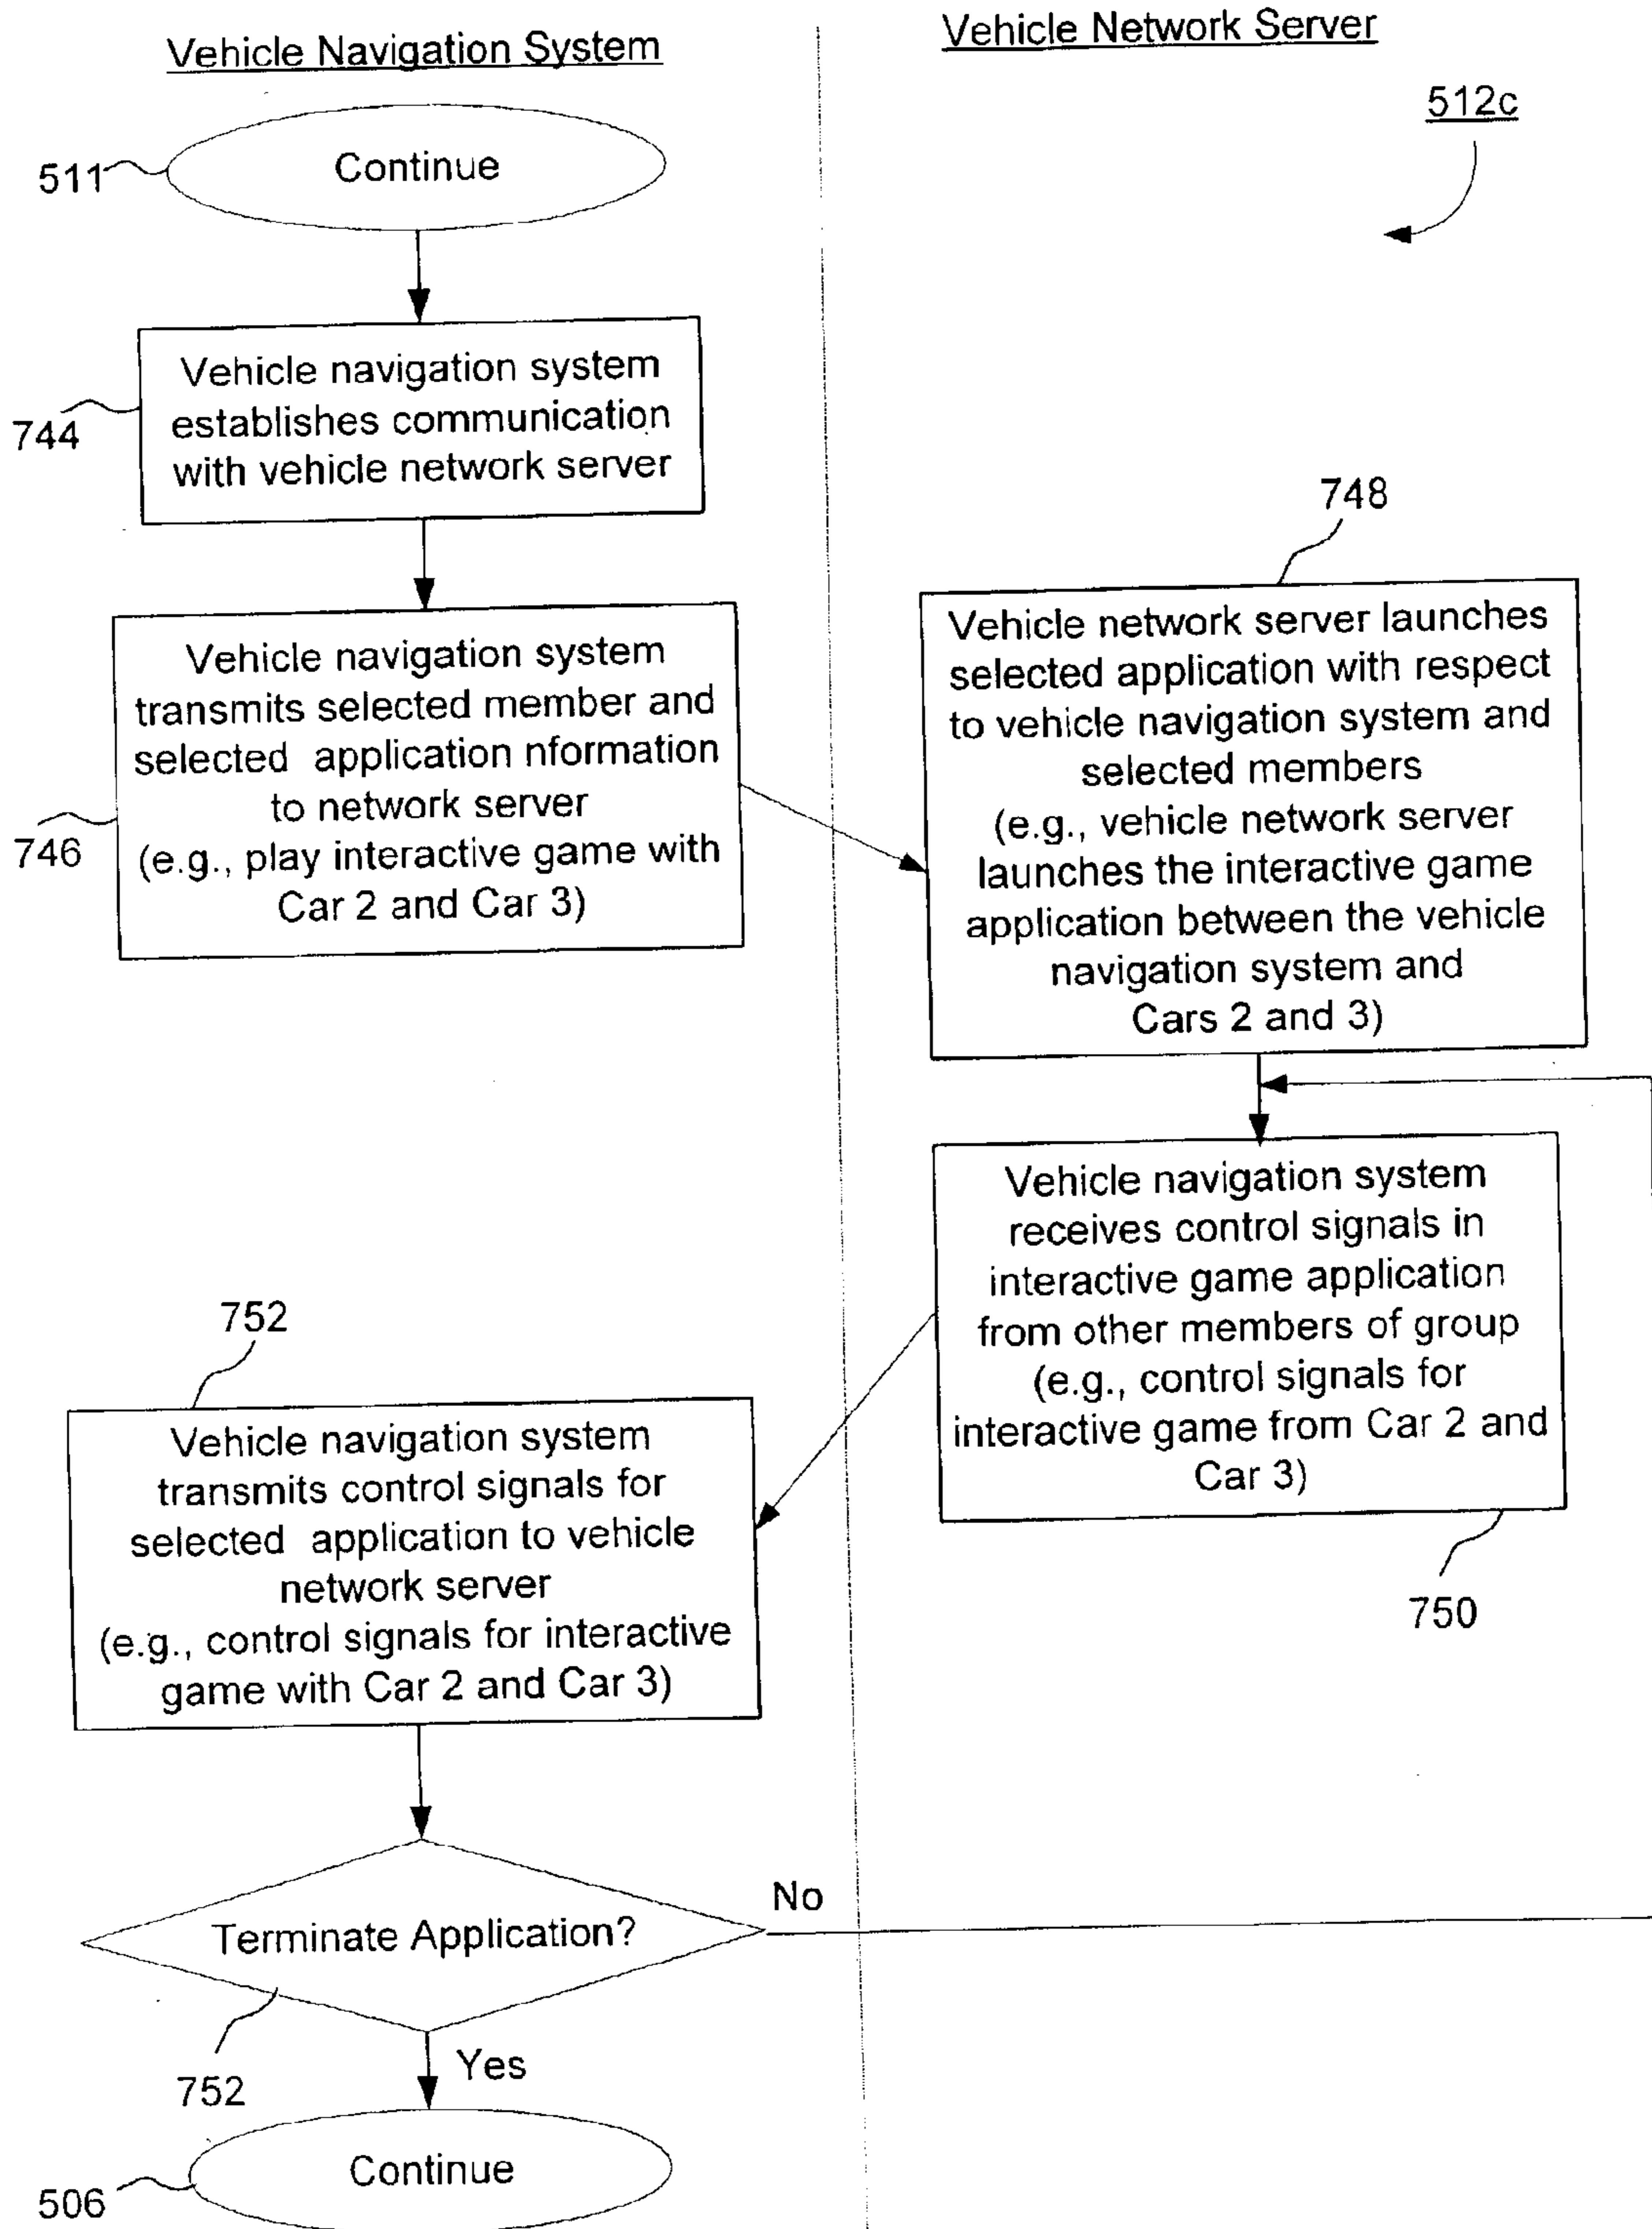 Vehicle Navigation System
Vehicle Network Server
512c
511
Continue
744
Vehicle navigation system
establishes communication
with vehicle network server
746
Vehicle navigation system
transmits selected member and
selected application nformation
to network server
(e.g., play interactive game with
Car 2 and Car 3)
748
Vehicle network server launches
selected application with respect
to vehicle navigation system and
selected members
(e.g., vehicle network server
launches the interactive game
application between the vehicle
navigation system and
Cars 2 and 3)
Vehicle navigation system
receives control signals in
interactive game application
from other members of group
(e.g., control signals for
interactive game from Car 2 and
Car 3)
750
752
Vehicle navigation system
transmits control signals for
selected application to vehicle
network server
(e.g., control signals for interactive
game with Car 2 and Car 3)
Terminate Application?
No
752
Yes
Continue
506